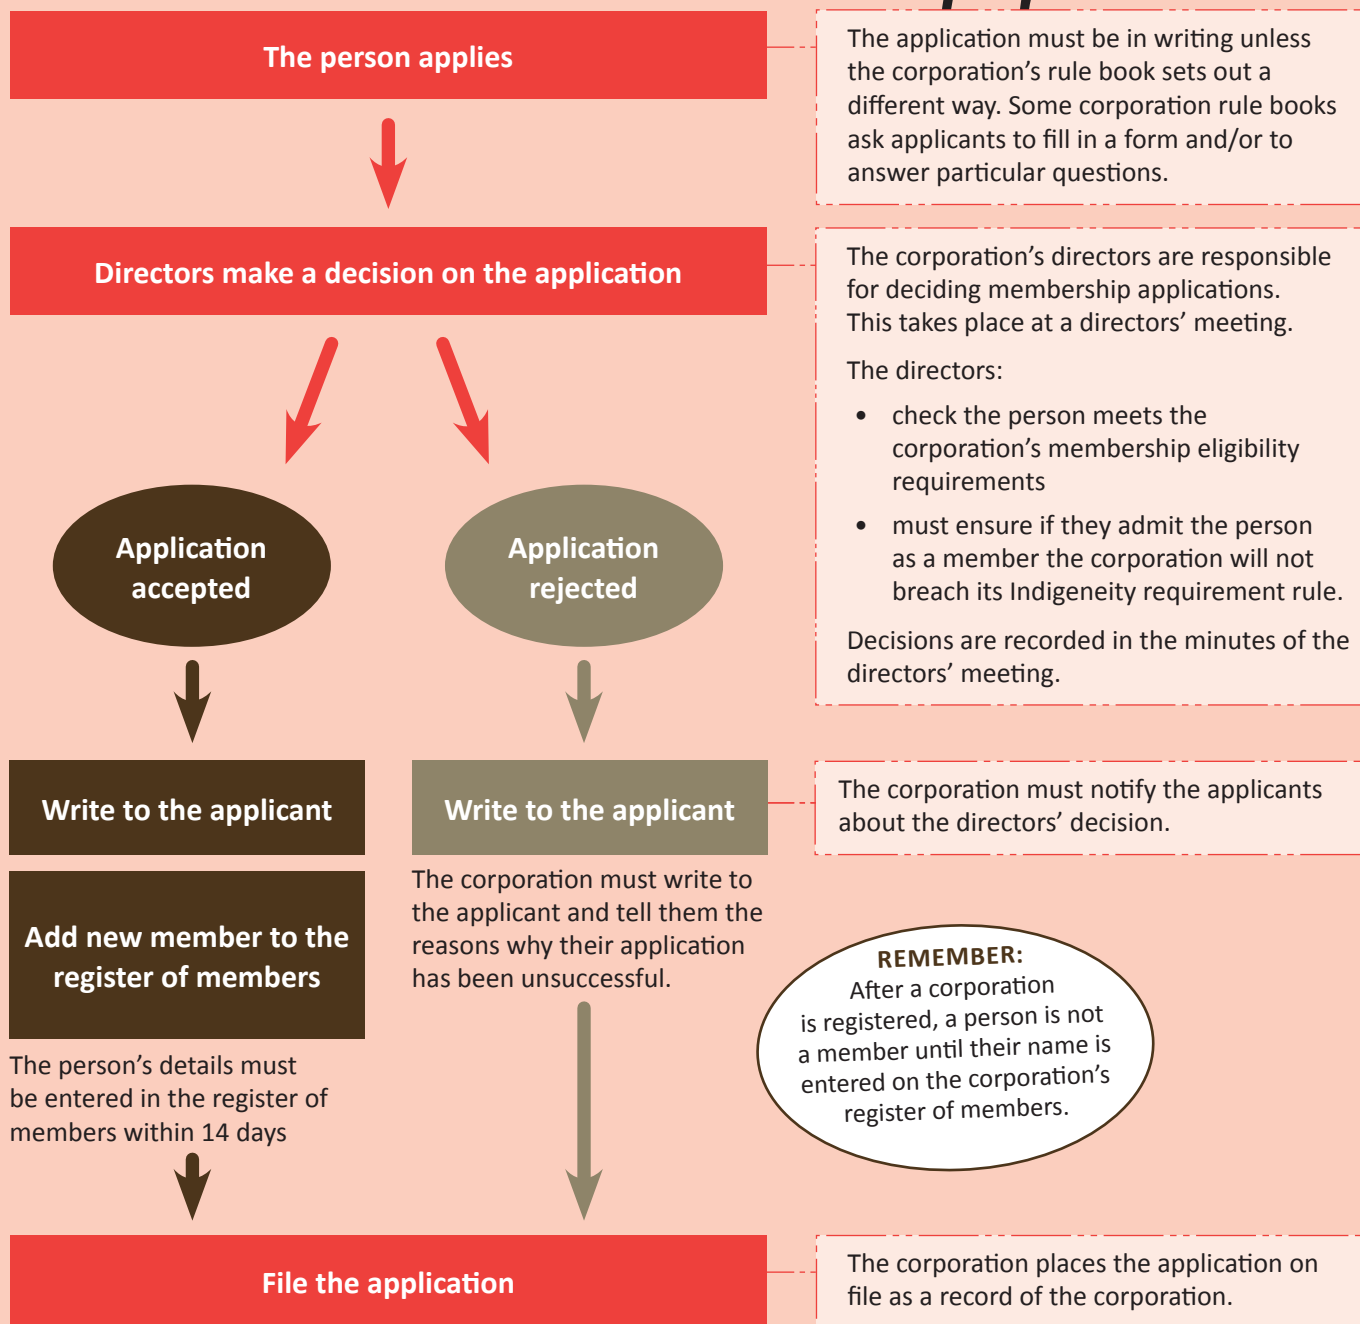 The person applies
The application must be in writing unless
the corporation’s rule book sets out a
different way. Some corporation rule books
ask applicants to fill in a form and/or to
answer particular questions.
Directors make a decision on the application
The corporation’s directors are responsible
for deciding membership applications.
This takes place at a directors’ meeting.
The directors:
• check the person meets the
corporation’s membership eligibility
requirements
• must ensure if they admit the person
as a member the corporation will not
breach its Indigeneity requirement rule.
Decisions are recorded in the minutes of the
directors’ meeting.
Application
accepted
Application
rejected
Write to the applicant
Write to the applicant
The corporation must notify the applicants
about the directors’ decision.
Add new member to the
register of members
The person’s details must
be entered in the register of
members within 14 days
The corporation must write to
the applicant and tell them the
reasons why their application
has been unsuccessful.
REMEMBER:
After a corporation
is registered, a person is not
a member until their name is
entered on the corporation’s
register of members.
File the application
The corporation places the application on
file as a record of the corporation.